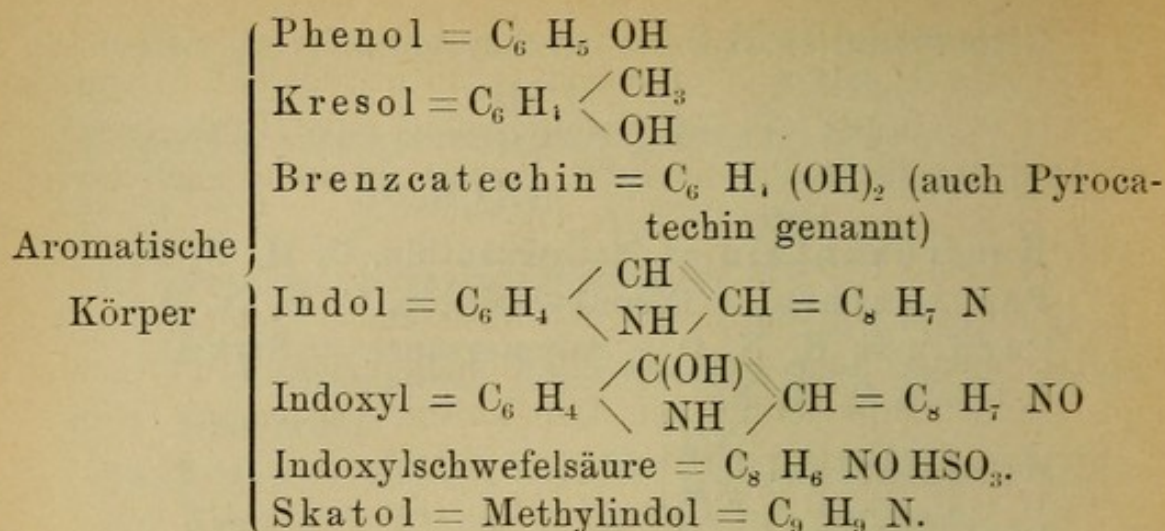 Phenol = C₆ H₅ OH
Kresol = C₆ H₄ < CH₃
OH
Brenzcatechin = C₆ H₄ (OH)₂ (auch Pyroca-
techin genannt)
Aromatische
Körper
Indol = C₆ H₄ < CH
NH > CH = C₈ H₇ N
Indoxyl = C₆ H₄ < C(OH)
NH > CH = C₈ H₇ NO
Indoxylschwefelsäure = C₈ H₆ NO HSO₃.
Skatol = Methylindol = C₉ H₉ N.